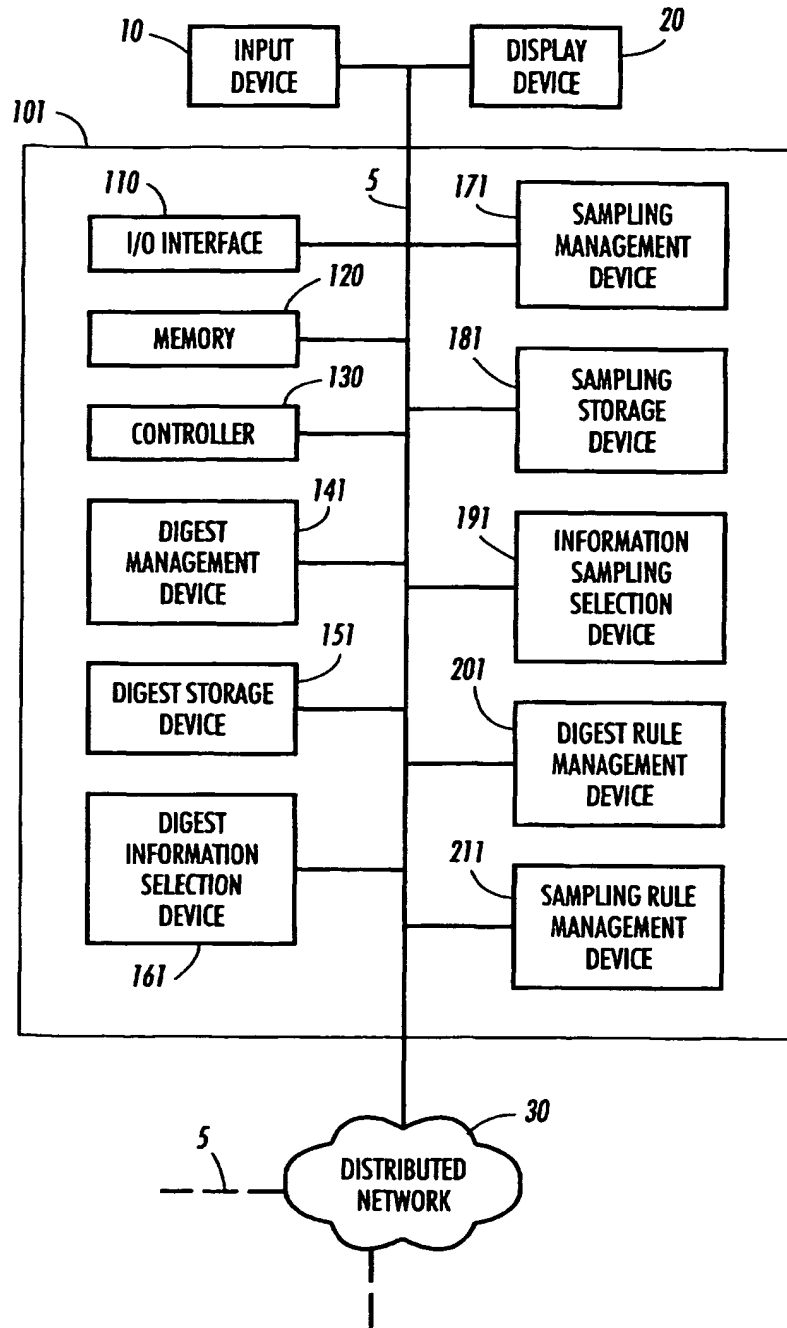 10
INPUT
DEVICE
20
DISPLAY
DEVICE
101
5
110
I/O INTERFACE
120
MEMORY
130
CONTROLLER
141
DIGEST
MANAGEMENT
DEVICE
151
DIGEST STORAGE
DEVICE
DIGEST
INFORMATION
SELECTION
DEVICE
161
171
SAMPLING
MANAGEMENT
DEVICE
181
SAMPLING
STORAGE
DEVICE
191
INFORMATION
SAMPLING
SELECTION
DEVICE
201
DIGEST RULE
MANAGEMENT
DEVICE
211
SAMPLING RULE
MANAGEMENT
DEVICE
30
5
DISTRIBUTED
NETWORK